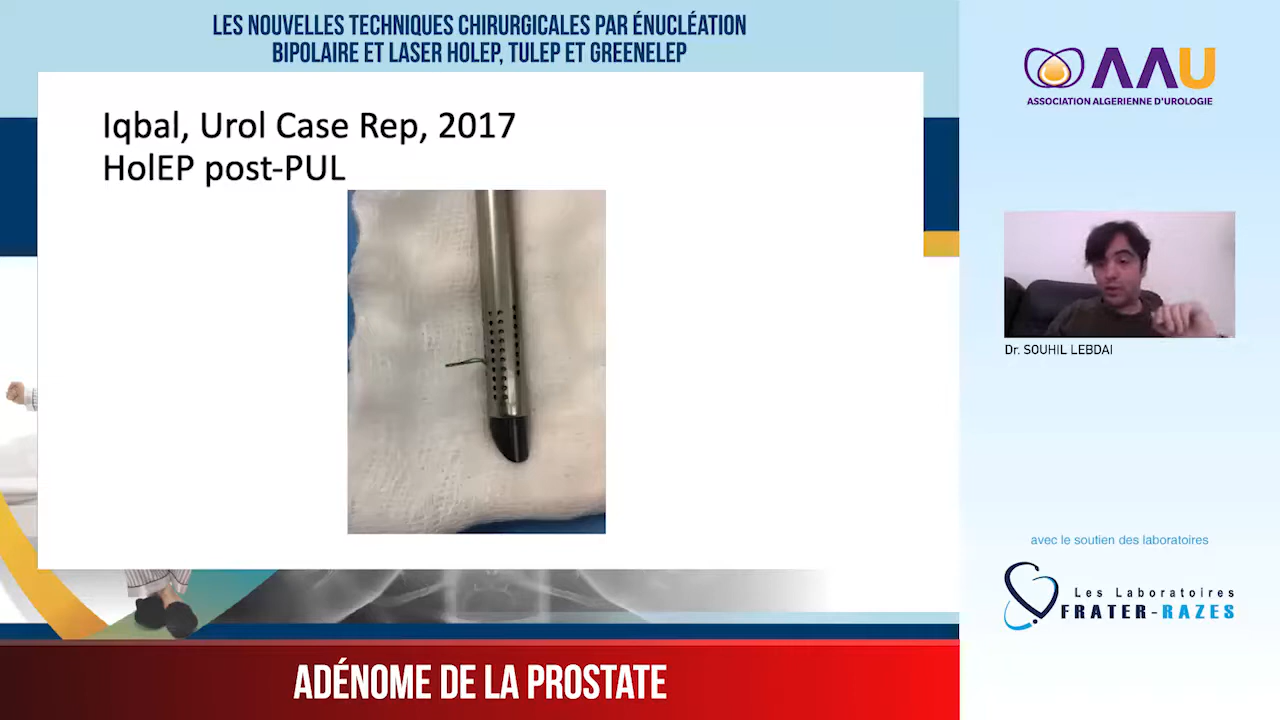 LES NOUVELLES TECHNIQUES CHIRURGICALES PAR ÉNUCLÉATION
BIPOLAIRE ET LASER HOLEP, TULEP ET GREENELEP
Iqbal, Urol Case Rep, 2017
HolEP post-PUL
AAU
ASSOCIATION ALGERIENNE D'UROLOGIE
Dr. SOUHIL LEBDAI
avec le soutien des laboratoires
Les Laboratoires
FRATER-RAZES
ADÉNOME DE LA PROSTATE